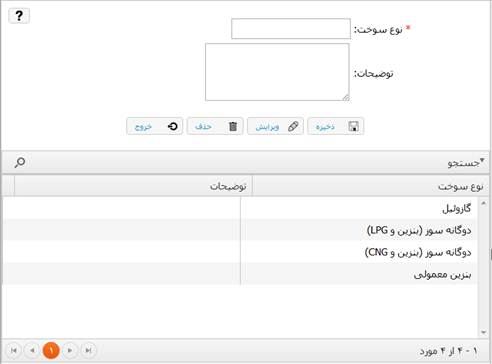 ?
* نوع سوخت:
توضیحات:
ذخیره ویرایش حذف خروج
جستجو
نوع سوخت توضیحات
گازوئیل
دوگانه سوز (بنزین و LPG)
دوگانه سوز (بنزین و CNG)
بنزین معمولی
۱ - ۴ از ۴ مورد ۱